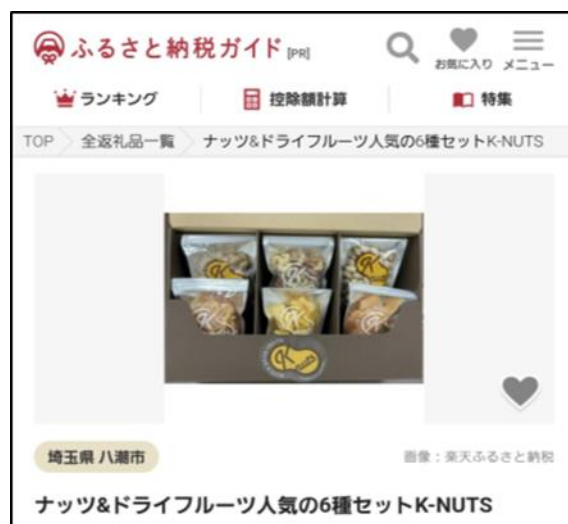 ふるさと納税ガイド [PR]
お気に入り メニュー
ランキング 控除額計算 特集
TOP 全返礼品一覧 ナッツ&ドライフルーツ人気の6種セットK-NUTS
K K K
K K K
K nuts
埼玉県 八潮市
画像：楽天ふるさと納税
ナッツ&ドライフルーツ人気の6種セットK-NUTS